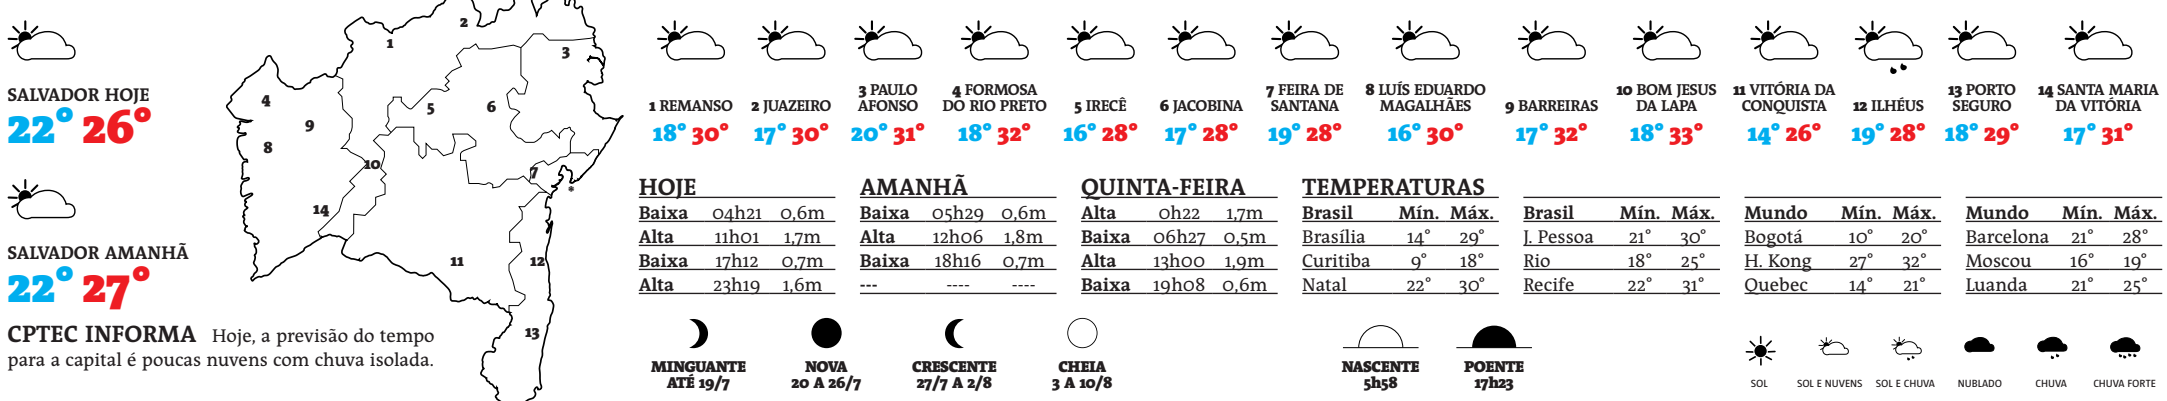 SALVADOR HOJE
22° 26°
SALVADOR AMANHÃ
22° 27°
CPTEC INFORMA Hoje, a previsão do tempo
para a capital é poucas nuvens com chuva isolada.
2
1
3
4
5
6
9
8
10
7
*
14
11
12
13
1 REMANSO
18° 30°
2 JUAZEIRO
17° 30°
3 PAULO
AFONSO
20° 31°
4 FORMOSA
DO RIO PRETO
18° 32°
5 IRECÊ
16° 28°
6 JACOBINA
17° 28°
7 FEIRA DE
SANTANA
19° 28°
8 LUÍS EDUARDO
MAGALHÃES
16° 30°
9 BARREIRAS
17° 32°
10 BOM JESUS
DA LAPA
18° 33°
11 VITÓRIA DA
CONQUISTA
14° 26°
12 ILHÉUS
19° 28°
13 PORTO
SEGURO
18° 29°
14 SANTA MARIA
DA VITÓRIA
17° 31°
HOJE
Baixa 04h21 0,6m
Alta 11h01 1,7m
Baixa 17h12 0,7m
Alta 23h19 1,6m
AMANHÃ
Baixa 05h29 0,6m
Alta 12h06 1,8m
Baixa 18h16 0,7m
--- ---- ----
QUINTA-FEIRA
Alta 0h22 1,7m
Baixa 06h27 0,5m
Alta 13h00 1,9m
Baixa 19h08 0,6m
TEMPERATURAS
Brasil Mín. Máx.
Brasília 14° 29°
Curitiba 9° 18°
Natal 22° 30°
Brasil Mín. Máx.
J. Pessoa 21° 30°
Rio 18° 25°
Recife 22° 31°
Mundo Mín. Máx.
Bogotá 10° 20°
H. Kong 27° 32°
Quebec 14° 21°
Mundo Mín. Máx.
Barcelona 21° 28°
Moscou 16° 19°
Luanda 21° 25°
MINGUANTE
ATÉ 19/7
NOVA
20 A 26/7
CRESCENTE
27/7 A 2/8
CHEIA
3 A 10/8
NASCENTE
5h58
POENTE
17h23
SOL
SOL E NUVENS
SOL E CHUVA
NUBLADO
CHUVA
CHUVA FORTE